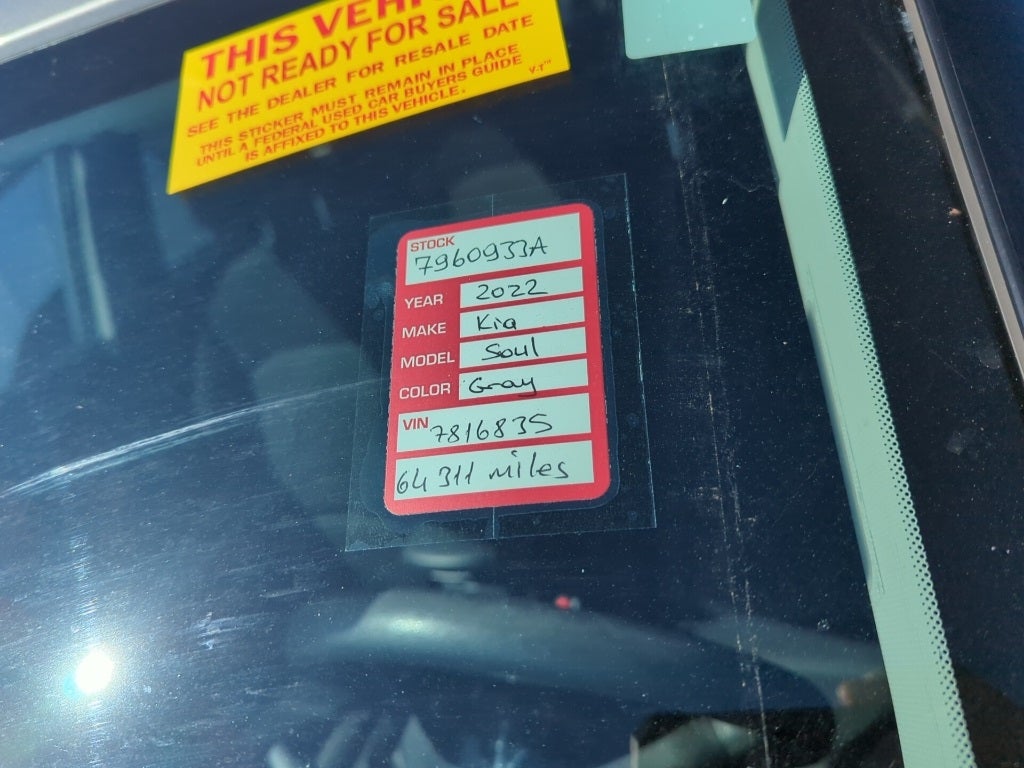 THIS VEHI
NOT READY FOR SALE
SEE THE DEALER FOR RESALE DATE
THIS STICKER MUST REMAIN IN PLACE
UNTIL A FEDERAL USED CAR BUYERS GUIDE
IS AFFIXED TO THIS VEHICLE.
V-T™
STOCK
7960933A
YEAR 2022
MAKE Kia
MODEL Soul
COLOR Gray
VIN 7816835
64 311 miles